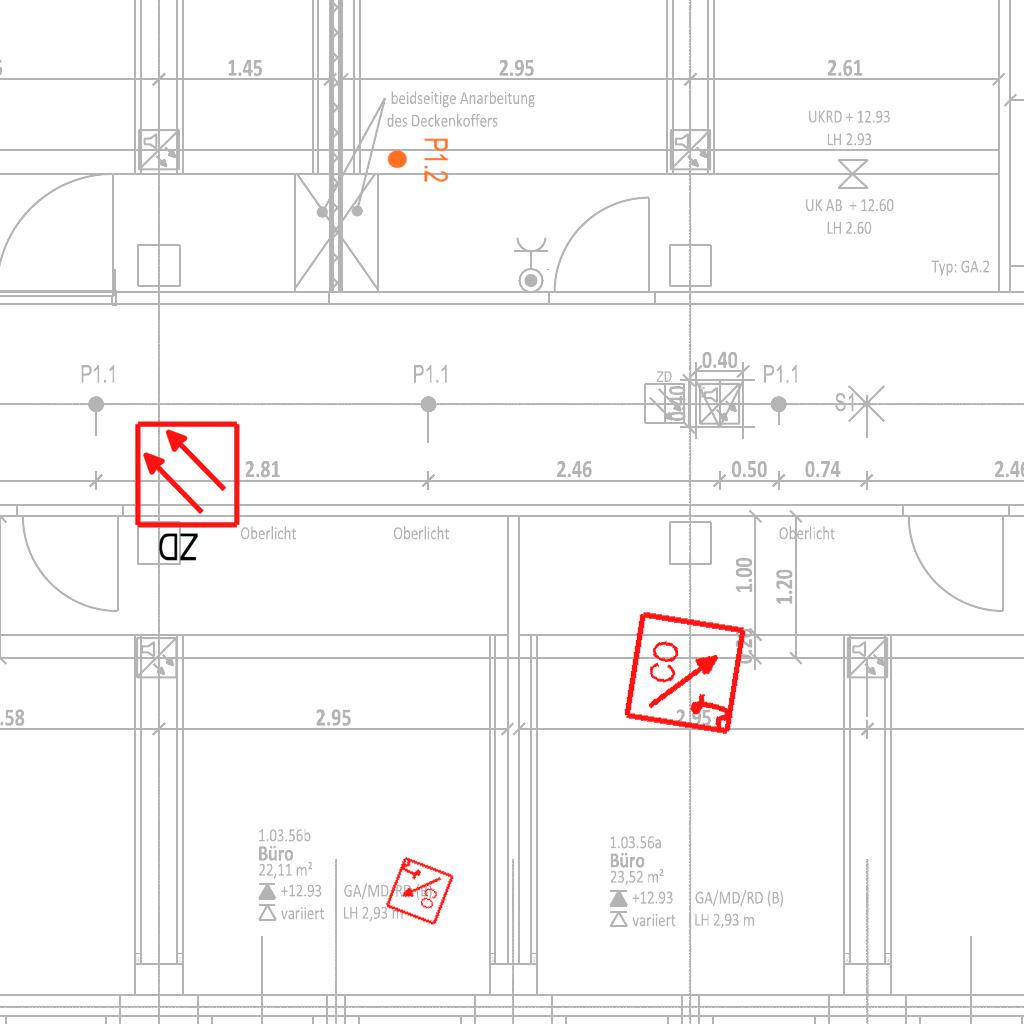 1.45
2.95
2.61
beidseitige Anarbeitung
des Deckenkoffers
P1.2
UKRD + 12.93
LH 2.93
UK AB + 12.60
LH 2.60
Typ: GA.2
P1.1
P1.1
ZD
0.40
0.40
P1.1
S1
2.81
2.46
0.50
0.74
2.46
ZD
Oberlicht
Oberlicht
Oberlicht
1.00
1.20
CO
.58
2.95
2.95
1.03.56b
Büro
22,11 m²
+12.93
variiert
GA/MD/RD (B)
LH 2,93 m
CO
1.03.56a
Büro
23,52 m²
+12.93
variiert
GA/MD/RD (B)
LH 2,93 m